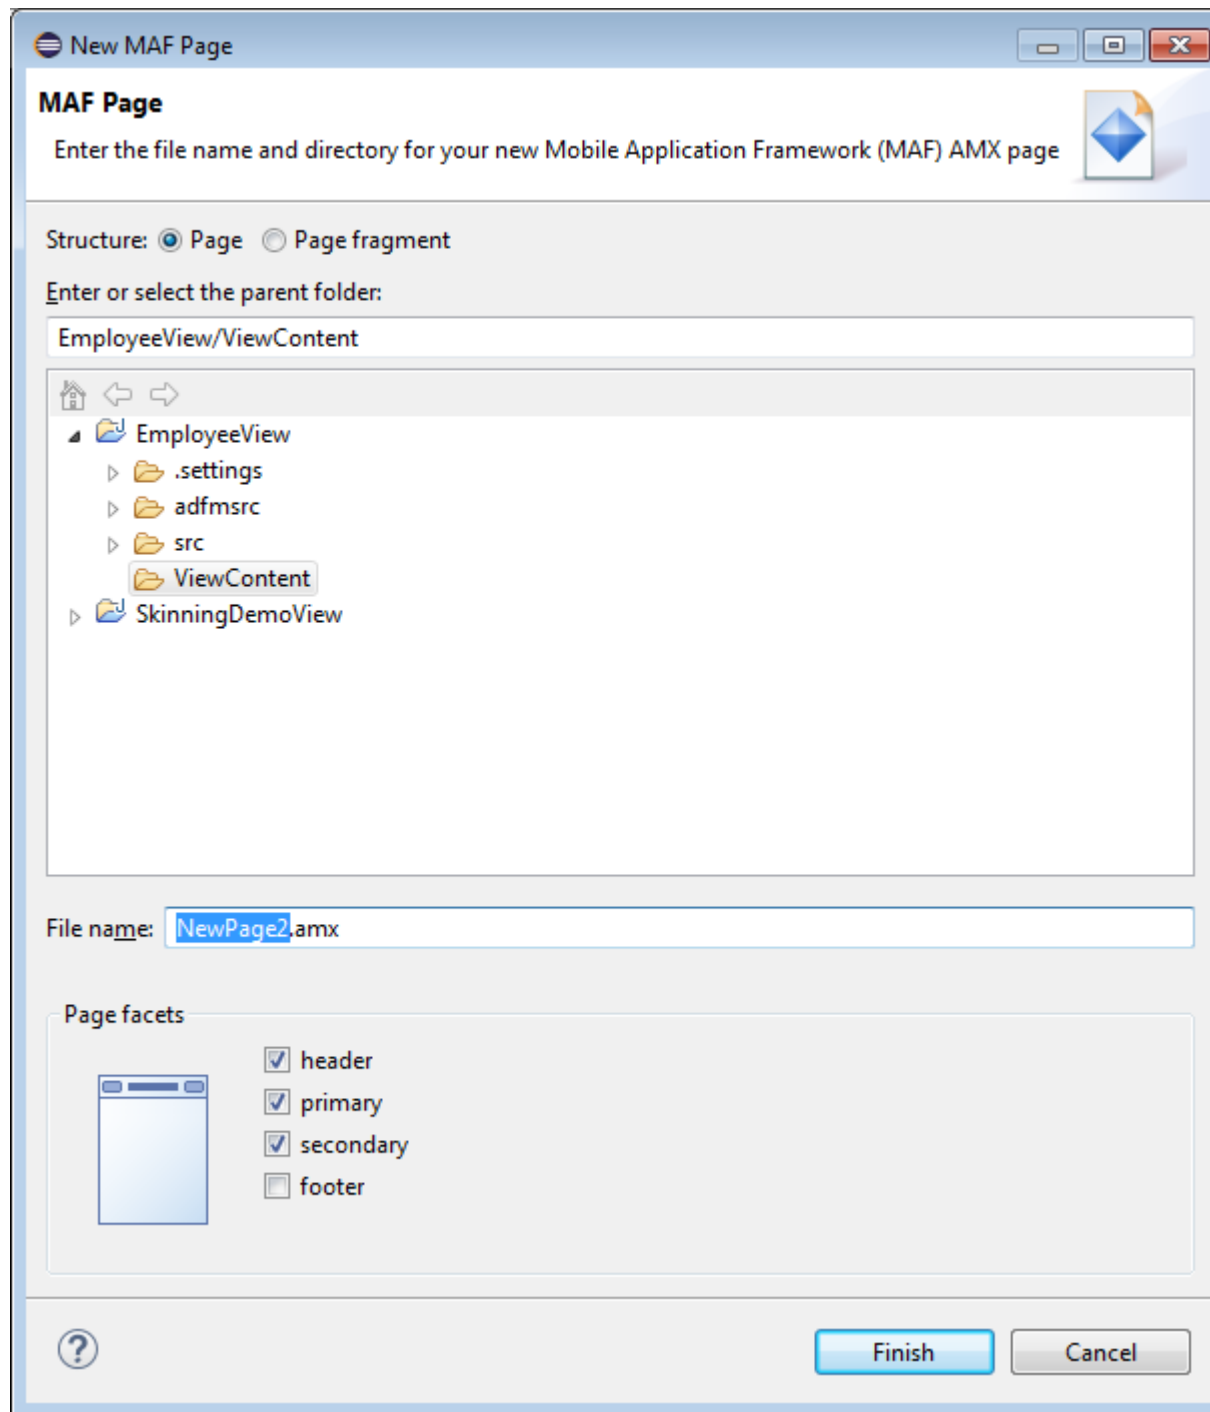 New MAF Page
MAF Page
Enter the file name and directory for your new Mobile Application Framework (MAF) AMX page
Structure: Page Page fragment
Enter or select the parent folder:
EmployeeView/ViewContent
EmployeeView
.settings
adfmsrc
src
ViewContent
SkinningDemoView
File name: NewPage2.amx
Page facets
header
primary
secondary
footer
Finish Cancel